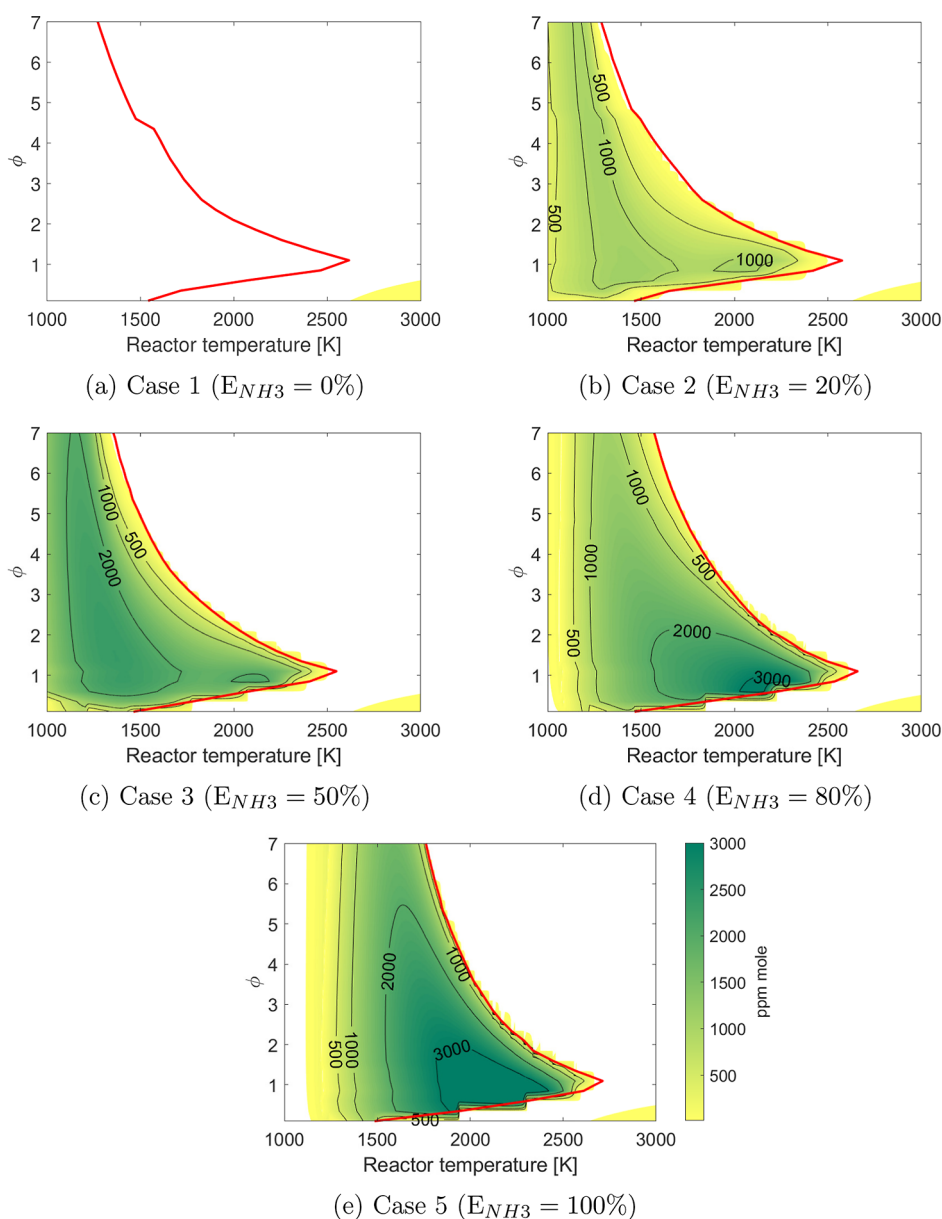 7
6
5
4
3
2
1
ϕ
1000 1500 2000 2500 3000
Reactor temperature [K]
(a) Case 1 (E_NH3 = 0%)
7
6
5
4
3
2
1
ϕ
500
500
1000
1000
1000 1500 2000 2500 3000
Reactor temperature [K]
(b) Case 2 (E_NH3 = 20%)
7
6
5
4
3
2
1
ϕ
1000
500
2000
1000 1500 2000 2500 3000
Reactor temperature [K]
(c) Case 3 (E_NH3 = 50%)
7
6
5
4
3
2
1
ϕ
1000
1000
500
500
2000
3000
1000 1500 2000 2500 3000
Reactor temperature [K]
(d) Case 4 (E_NH3 = 80%)
7
6
5
4
3
2
1
ϕ
1000
2000
1000
500
3000
500
1000 1500 2000 2500 3000
Reactor temperature [K]
3000
2500
2000
1500
1000
500
ppm mole
(e) Case 5 (E_NH3 = 100%)